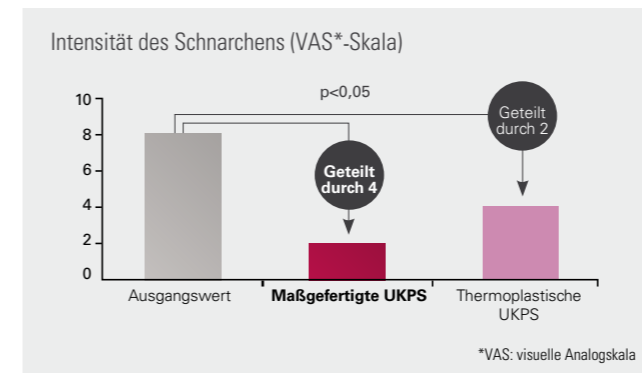 Intensität des Schnarchens (VAS*-Skala)
p<0,05
10
8
6
4
2
0
Geteilt
durch 4
Geteilt
durch 2
Ausgangswert
Maßgefertigte UKPS
Thermoplastische
UKPS
*VAS: visuelle Analogskala